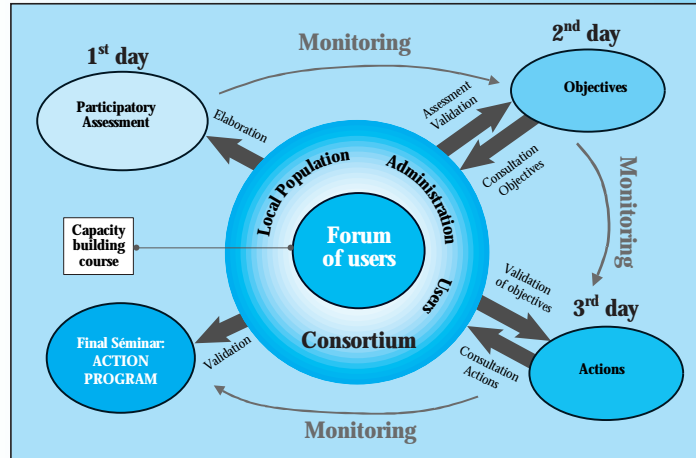 1st day
Monitoring
2nd day
Participatory
Assessment
Elaboration
Assessment
Validation
Objectives
Consultation
Objectives
Local Population
Administration
Users
Consortium
Forum
of users
Capacity
building
course
Monitoring
Validation
of objectives
3rd day
Actions
Consultation
Actions
Final Séminar:
ACTION
PROGRAM
Validation
Monitoring